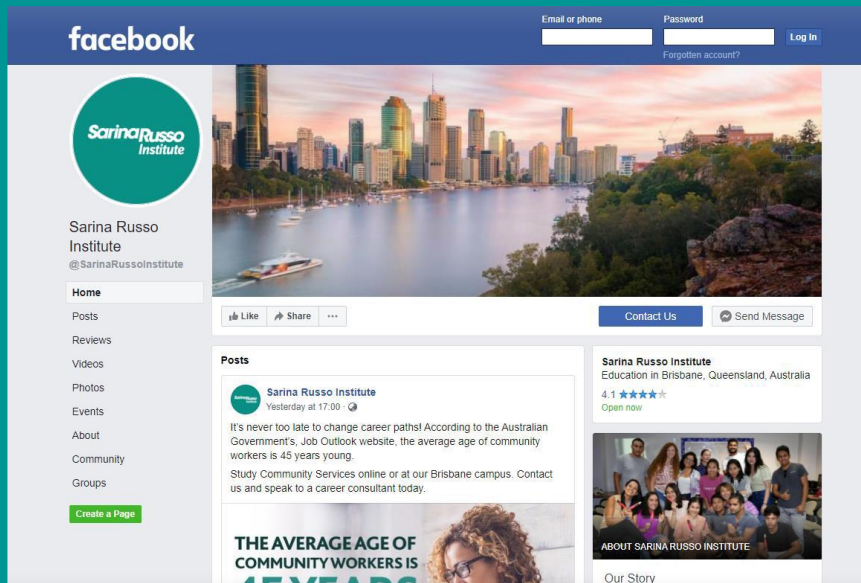 facebook
Email or phone
Password
Log In
Forgotten account?
Sarina Russo
Institute
Sarina Russo
Institute
@SarinaRussoInstitute
Home
Posts
Reviews
Videos
Photos
Events
About
Community
Groups
Create a Page
Like
Share
...
Contact Us
Send Message
Posts
Sarina Russo Institute
Yesterday at 17:00 ·
It's never too late to change career paths! According to the Australian
Government's, Job Outlook website, the average age of community
workers is 45 years young.
Study Community Services online or at our Brisbane campus. Contact
us and speak to a career consultant today.
THE AVERAGE AGE OF
COMMUNITY WORKERS IS
45 YEARS
Sarina Russo Institute
Education in Brisbane, Queensland, Australia
4.1 ★★★★☆
Open now
ABOUT SARINA RUSSO INSTITUTE
Our Story